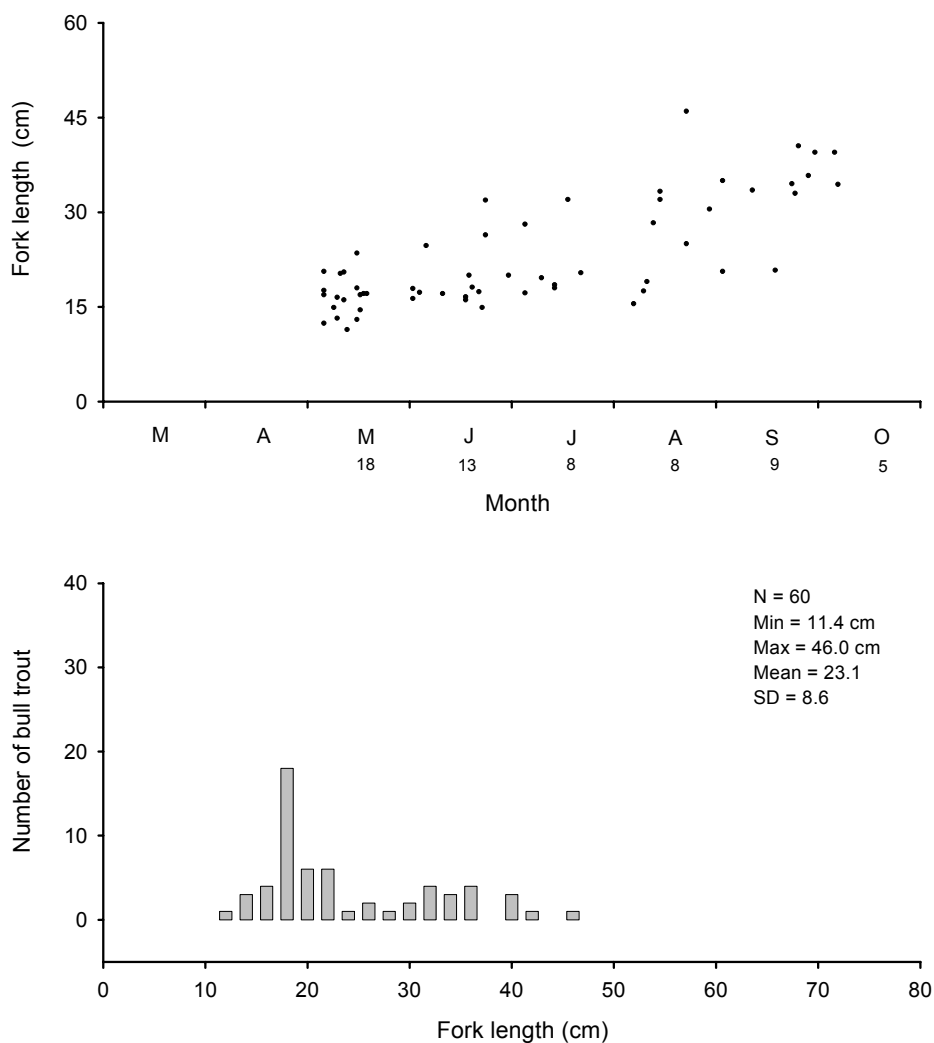 60
45
30
15
0
Fork length (cm)
M A M J J A S O
18 13 8 8 9 5
Month
40
30
20
10
0
Number of bull trout
N = 60
Min = 11.4 cm
Max = 46.0 cm
Mean = 23.1
SD = 8.6
0 10 20 30 40 50 60 70 80
Fork length (cm)